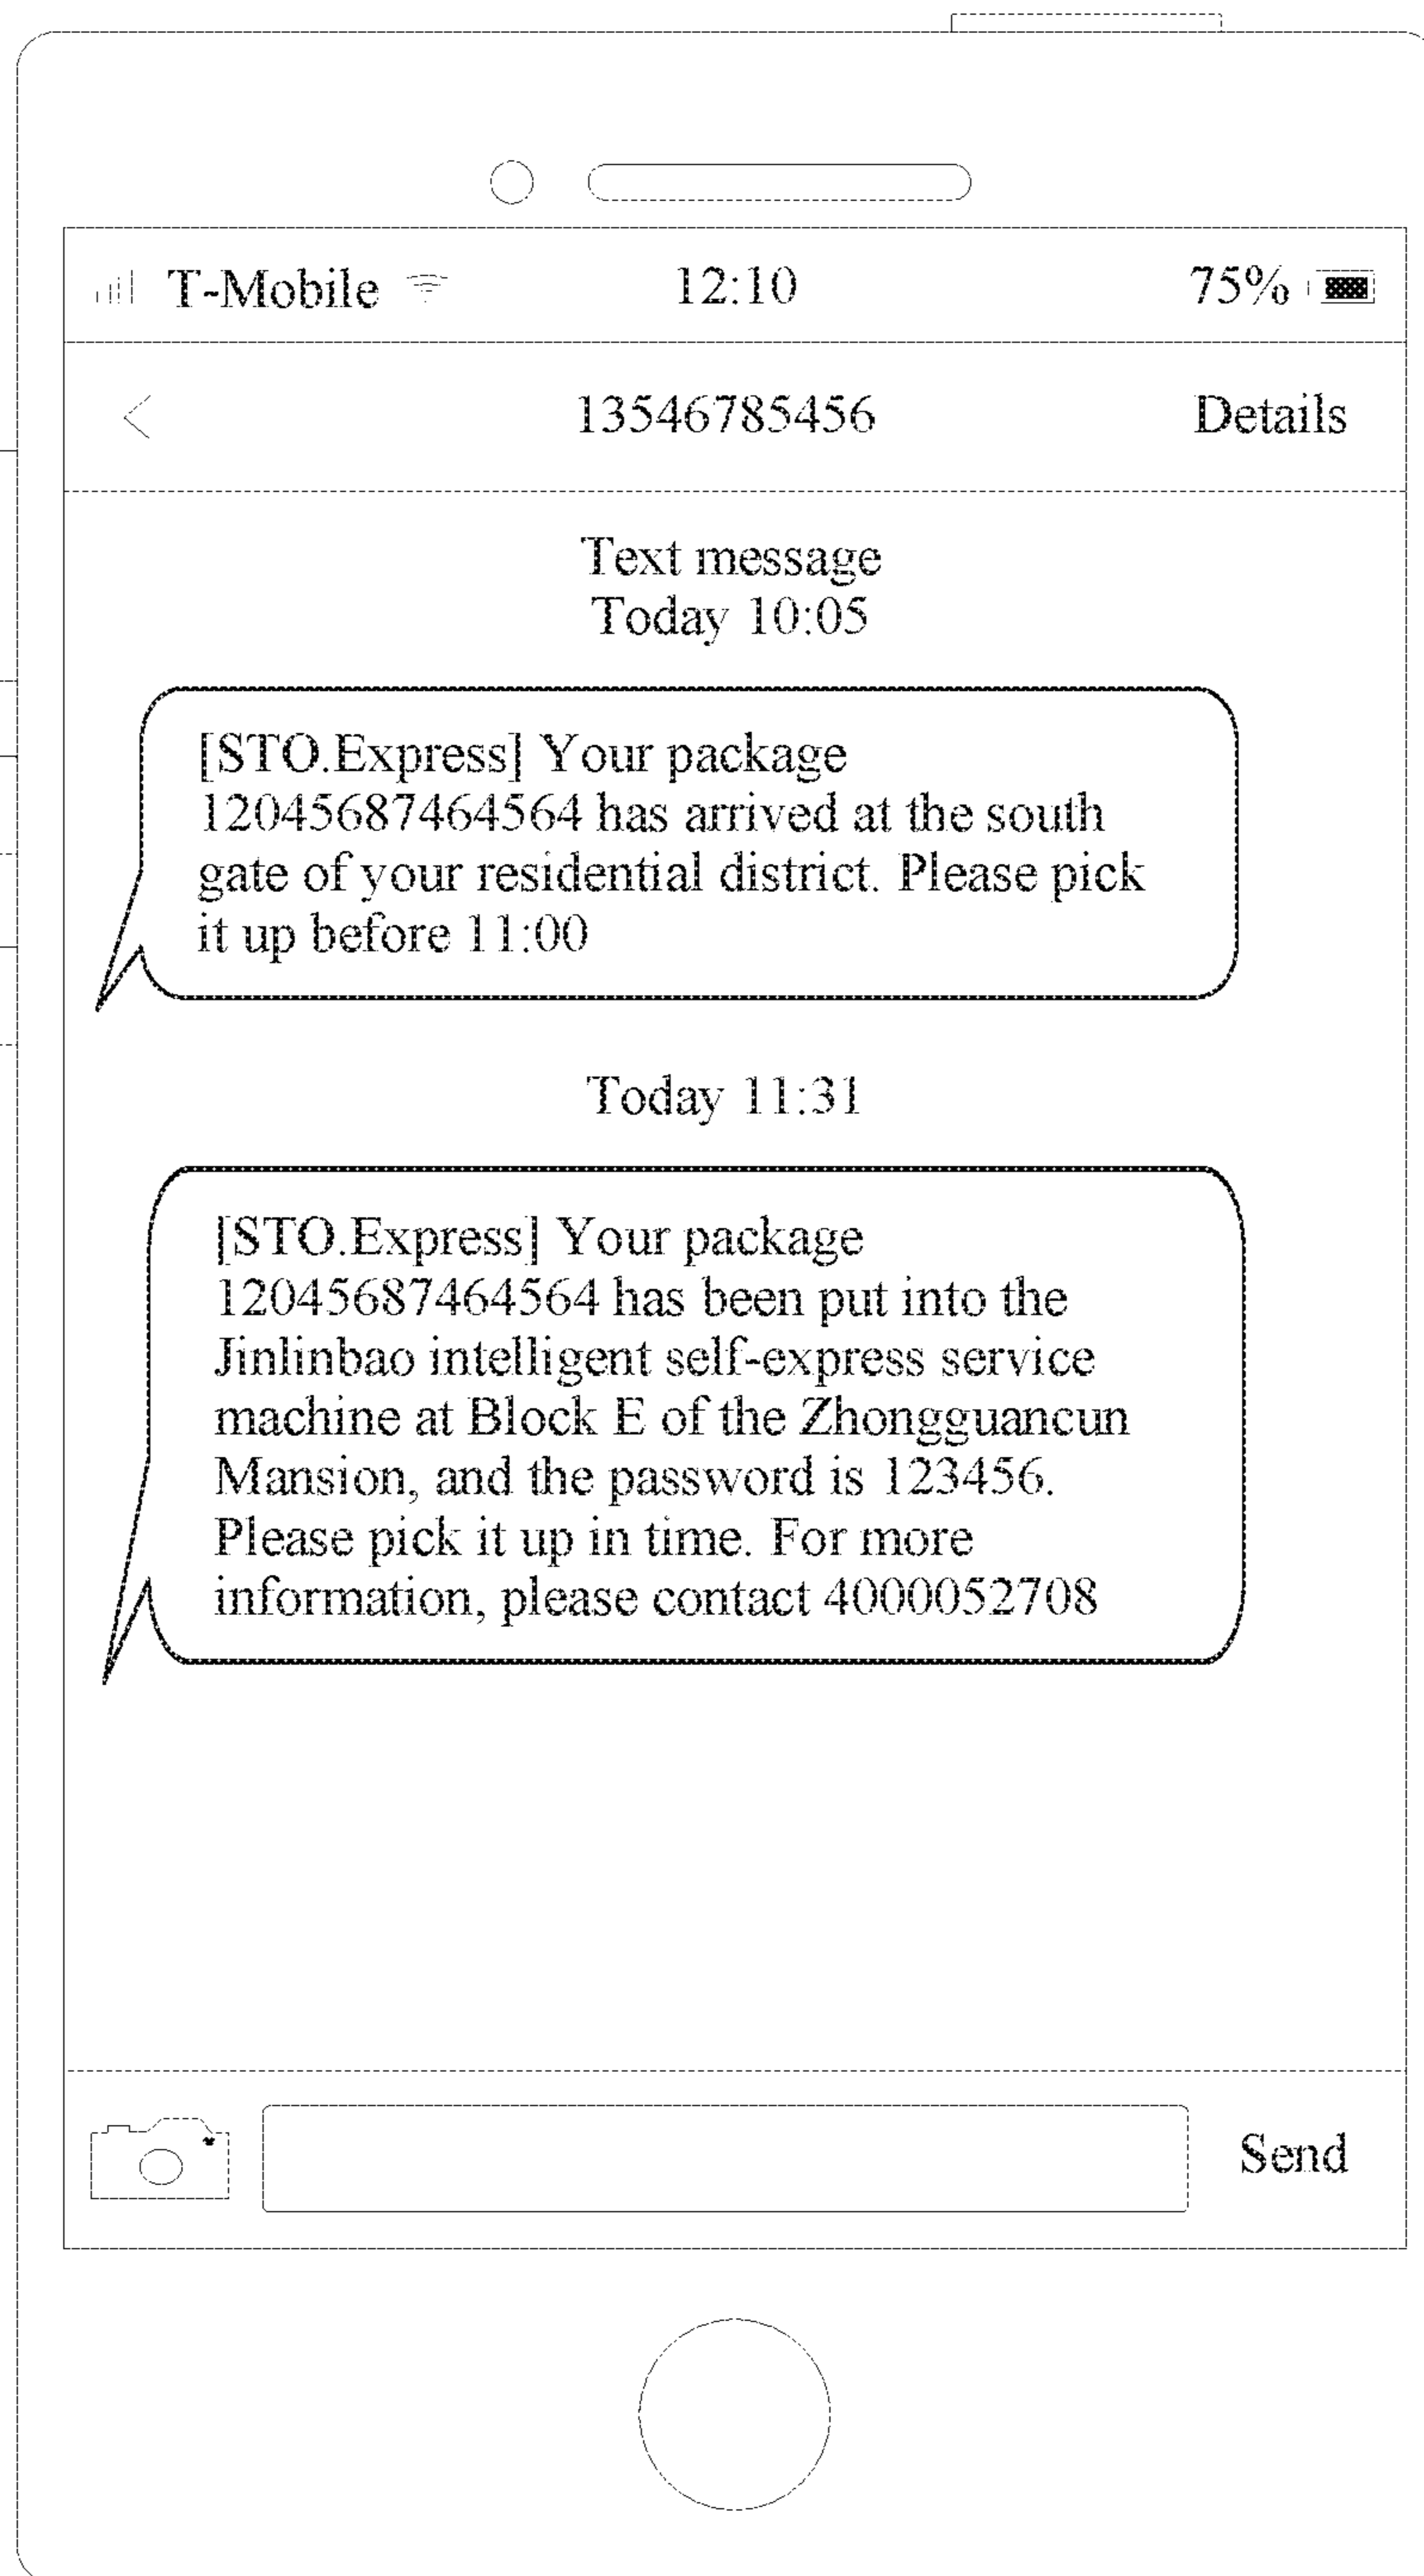 T-Mobile 12:10 75%
< 13546785456 Details
Text message
Today 10:05
[STO.Express] Your package
12045687464564 has arrived at the south
gate of your residential district. Please pick
it up before 11:00
Today 11:31
[STO.Express] Your package
12045687464564 has been put into the
Jinlinbao intelligent self-express service
machine at Block E of the Zhongguancun
Mansion, and the password is 123456.
Please pick it up in time. For more
information, please contact 4000052708
Send